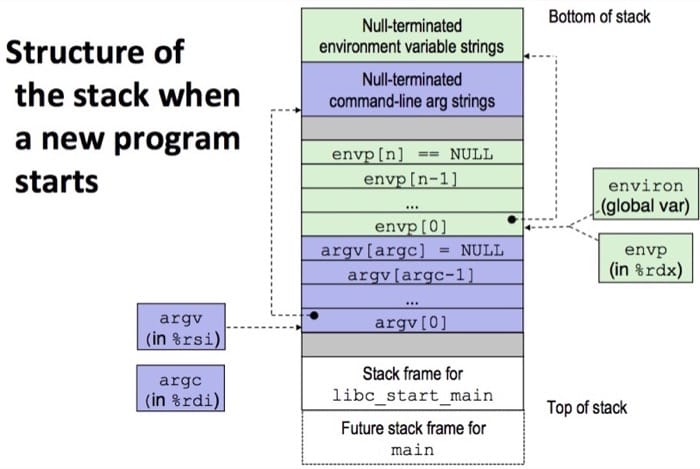 Structure of
the stack when
a new program
starts
Bottom of stack
Null-terminated
environment variable strings
Null-terminated
command-line arg strings
envp[n] == NULL
envp[n-1]
...
envp[0]
argv[argc] = NULL
argv[argc-1]
...
argv[0]
environ
(global var)
envp
(in %rdx)
argv
(in %rsi)
argc
(in %rdi)
Stack frame for
libc_start_main
Top of stack
Future stack frame for
main